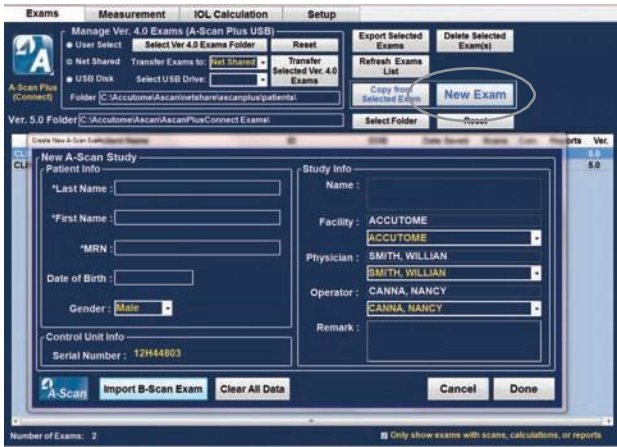 Exams Measurement IOL Calculation Setup
Manage Ver 4.0 Exams (A-Scan Plus USB)
User Select Select Ver 4.0 Exams Folder Reset
Net Shared Transfer Exams to: Net Shared Transfer Selected Ver. 4.0 Exams
USB Disk Select USB Drive:
Folder C:\Accutome\Ascan\netshare\ascanplus\patients\
A-Scan Plus
(Connect)
Export Selected Exams Delete Selected Exam(s)
Refresh Exams List
Copy from Selected Exam New Exam
Ver. 5.0 Folder C:\Accutome\Ascan\AScanPlusConnect Exams\ Select Folder Reset
Create New A-Scan Exam
Ver.
5.0
5.0
New A-Scan Study
Patient Info
*Last Name :
*First Name :
*MRN :
Date of Birth :
Gender : Male
Control Unit Info
Serial Number : 12H44803
Study Info
Name :
Facility : ACCUTOME
ACCUTOME
Physician : SMITH, WILLIAN
SMITH, WILLIAN
Operator : CANNA, NANCY
CANNA, NANCY
Remark :
A-Scan Import B-Scan Exam Clear All Data Cancel Done
Number of Exams: 2 Only show exams with scans, calculations, or reports